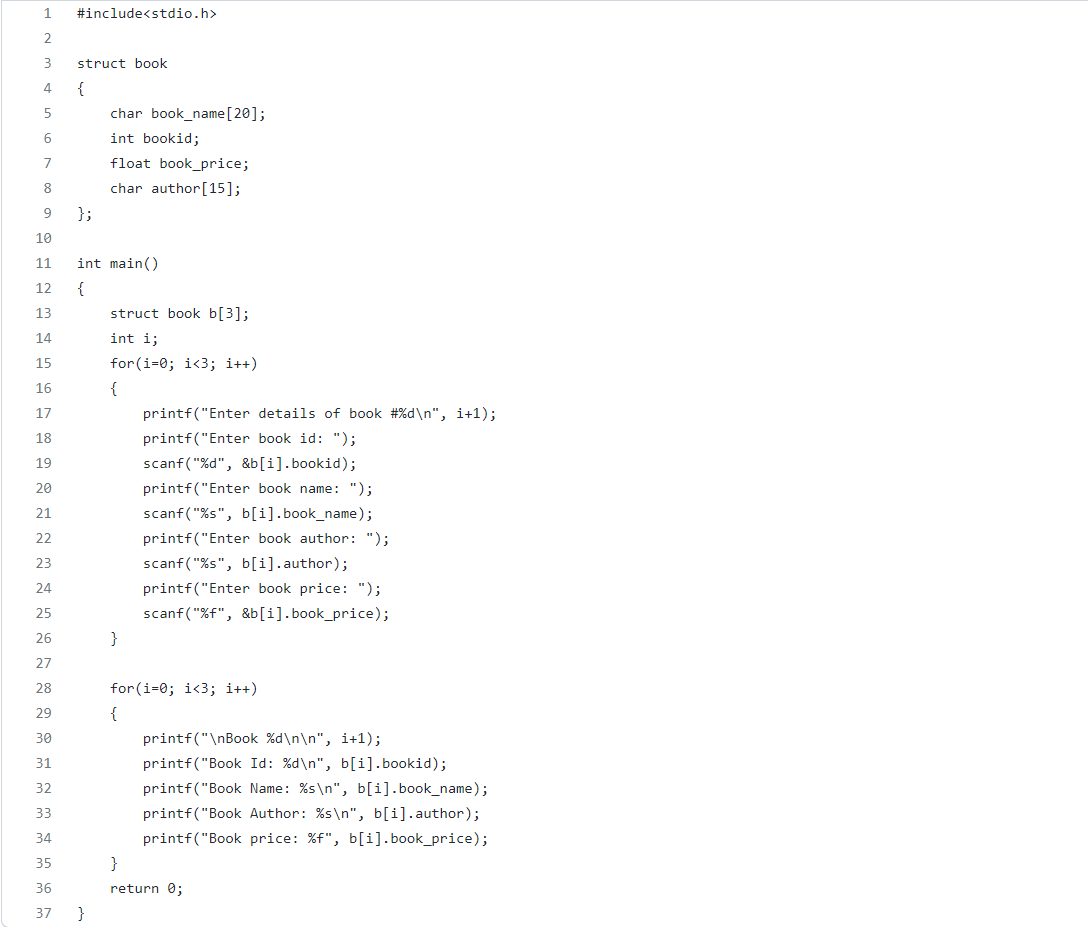 1 #include<stdio.h>
2
3 struct book
4 {
5     char book_name[20];
6     int bookid;
7     float book_price;
8     char author[15];
9 };
10
11 int main()
12 {
13     struct book b[3];
14     int i;
15     for(i=0; i<3; i++)
16     {
17         printf("Enter details of book #%d\n", i+1);
18         printf("Enter book id: ");
19         scanf("%d", &b[i].bookid);
20         printf("Enter book name: ");
21         scanf("%s", b[i].book_name);
22         printf("Enter book author: ");
23         scanf("%s", b[i].author);
24         printf("Enter book price: ");
25         scanf("%f", &b[i].book_price);
26     }
27
28     for(i=0; i<3; i++)
29     {
30         printf("\nBook %d\n\n", i+1);
31         printf("Book Id: %d\n", b[i].bookid);
32         printf("Book Name: %s\n", b[i].book_name);
33         printf("Book Author: %s\n", b[i].author);
34         printf("Book price: %f", b[i].book_price);
35     }
36     return 0;
37 }